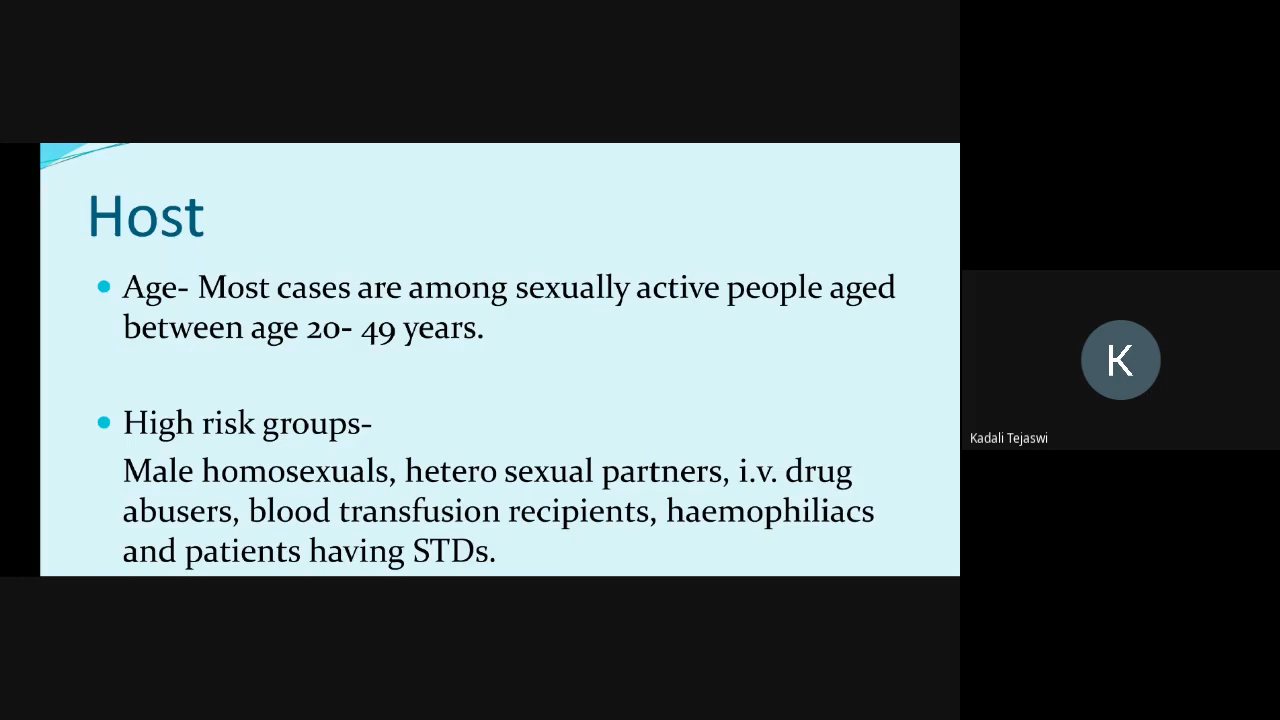 Host
Age- Most cases are among sexually active people aged
between age 20- 49 years.
High risk groups-
Male homosexuals, hetero sexual partners, i.v. drug
abusers, blood transfusion recipients, haemophiliacs
and patients having STDs.
K
Kadali Tejaswi